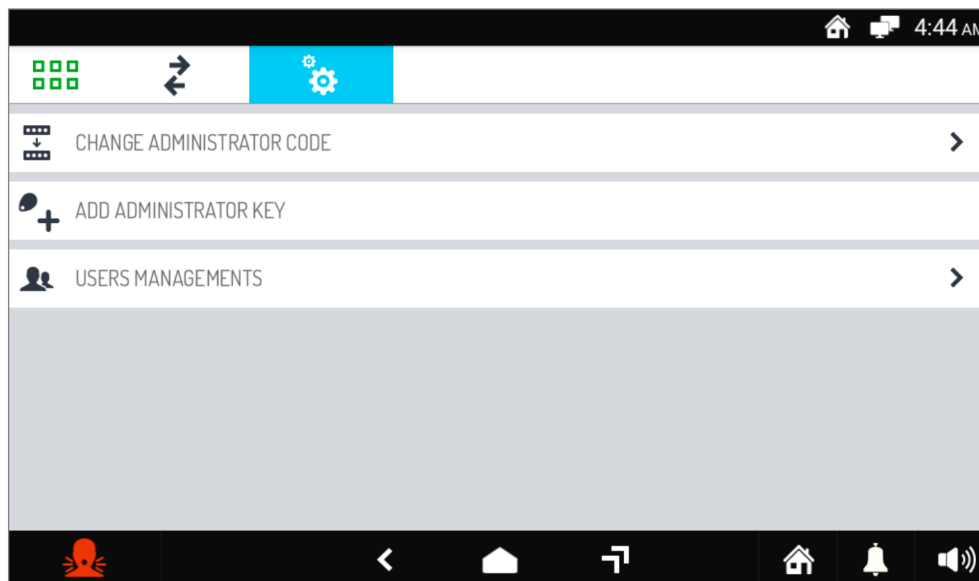 4:44 AM
CHANGE ADMINISTRATOR CODE
ADD ADMINISTRATOR KEY
USERS MANAGEMENTS